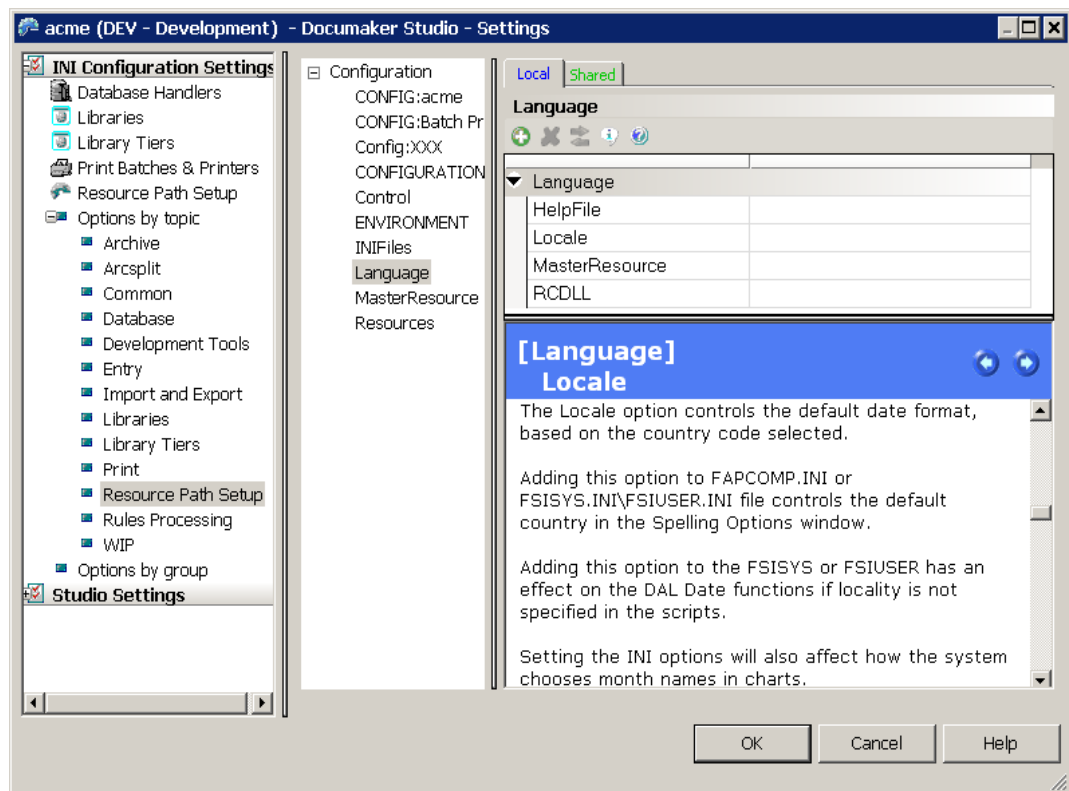 acme (DEV - Development) - Documaker Studio - Settings
INI Configuration Settings
Database Handlers
Libraries
Library Tiers
Print Batches & Printers
Resource Path Setup
Options by topic
Archive
Arcsplit
Common
Database
Development Tools
Entry
Import and Export
Libraries
Library Tiers
Print
Resource Path Setup
Rules Processing
WIP
Options by group
Studio Settings
Configuration
CONFIG:acme
CONFIG:Batch Pr
Config:XXX
CONFIGURATION
Control
ENVIRONMENT
INIFiles
Language
MasterResource
Resources
Local Shared
Language
Language
HelpFile
Locale
MasterResource
RCDLL
[Language]
Locale
The Locale option controls the default date format,
based on the country code selected.
Adding this option to FAPCOMP.INI or
FSISYS.INI\FSIUSER.INI file controls the default
country in the Spelling Options window.
Adding this option to the FSISYS or FSIUSER has an
effect on the DAL Date functions if locality is not
specified in the scripts.
Setting the INI options will also affect how the system
chooses month names in charts.
OK Cancel Help